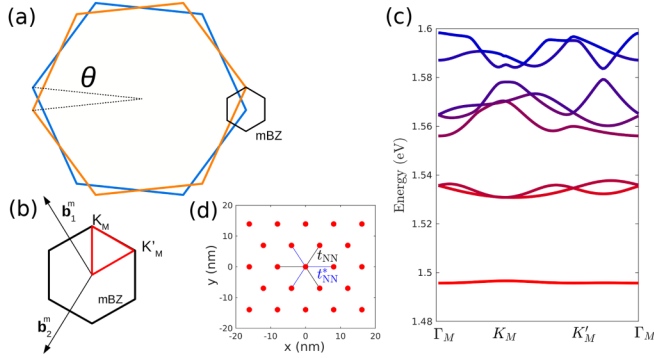 (a)
θ
mBZ
(b)
b₁ᵐ
K_M
K'_M
mBZ
b₂ᵐ
(d)
20
10
0
-10
-20
y (nm)
t_NN
t*_NN
-20 -10 0 10 20
x (nm)
(c)
1.6
1.58
1.56
1.54
1.52
1.5
1.48
Energy (eV)
Γ_M K_M K'_M Γ_M